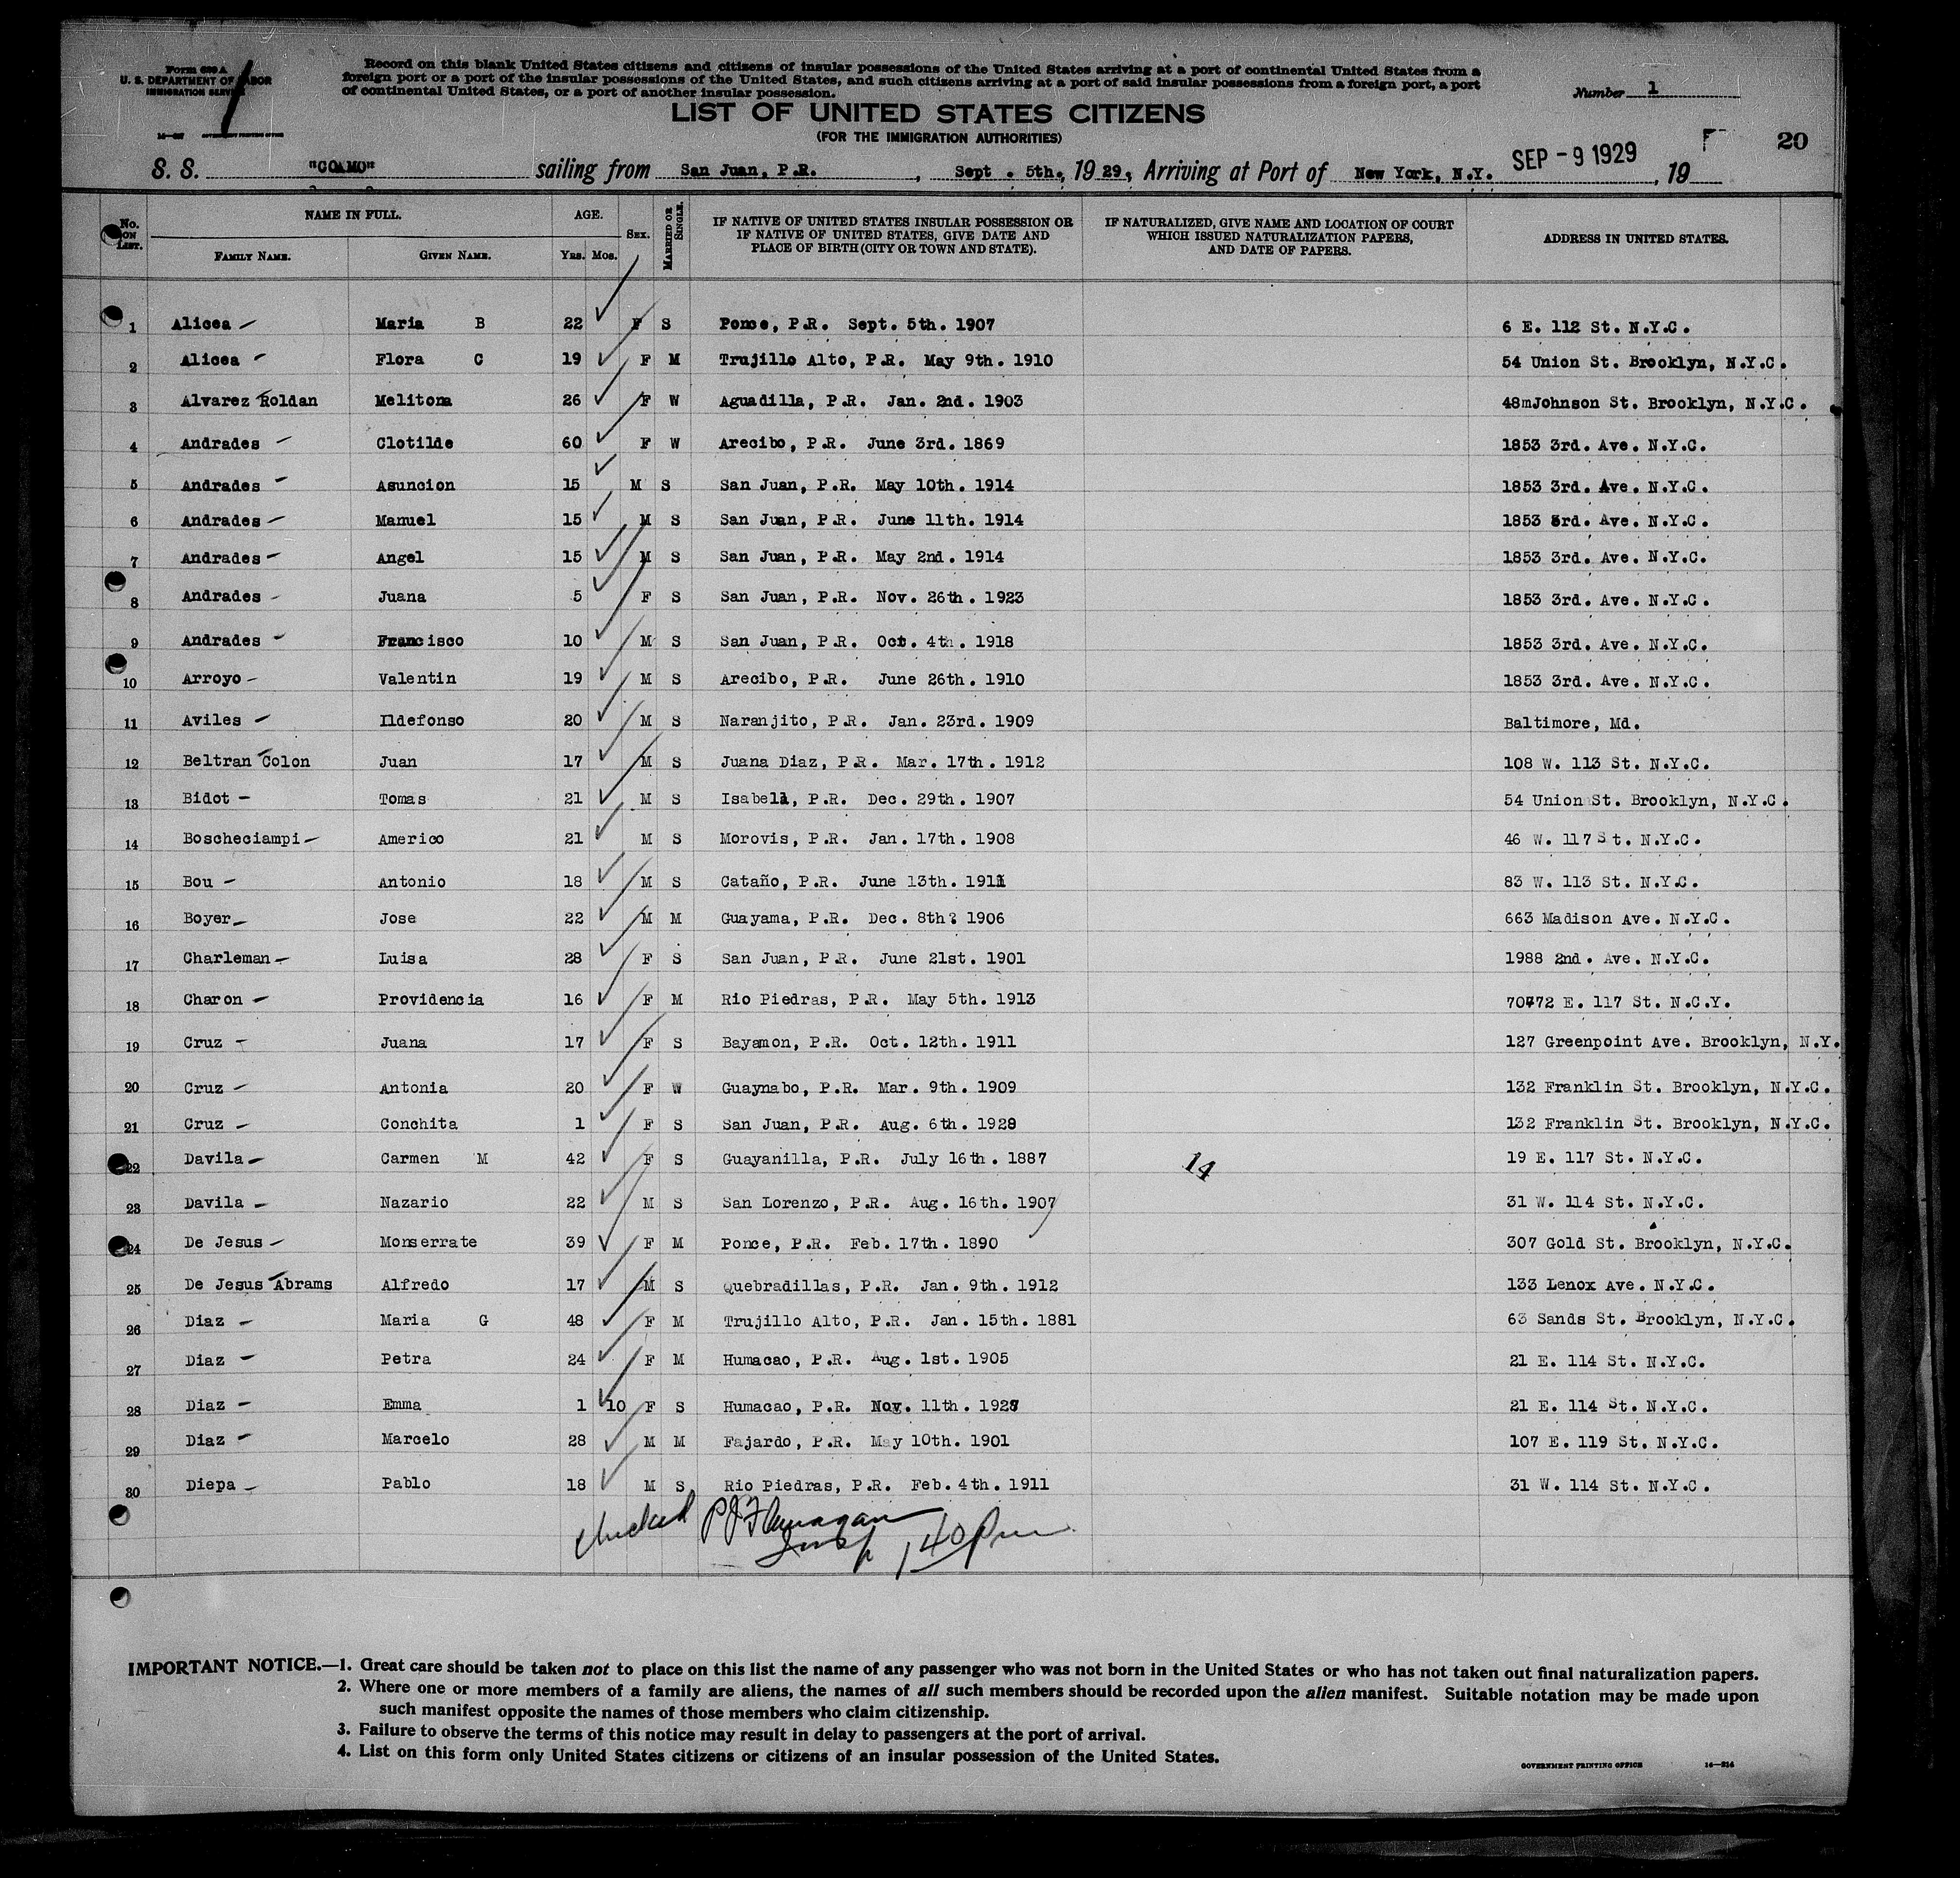 Form 630 A
U. S. DEPARTMENT OF LABOR
IMMIGRATION SERVICE
GOVERNMENT PRINTING OFFICE
Record on this blank United States citizens and citizens of insular possessions of the United States arriving at a port of continental United States from a
foreign port or a port of the insular possessions of the United States, and such citizens arriving at a port of said insular possessions from a foreign port, a port
of continental United States, or a port of another insular possession.
Number 1
LIST OF UNITED STATES CITIZENS
(FOR THE IMMIGRATION AUTHORITIES)
20
S. S. "COAMO" sailing from San Juan, P.R. , Sept . 5th., 19 29., Arriving at Port of New York, N.Y. SEP - 9 1929 , 19
No. ON LIST. NAME IN FULL. AGE. SEX. MARRIED OR SINGLE. IF NATIVE OF UNITED STATES INSULAR POSSESSION OR IF NATIVE OF UNITED STATES, GIVE DATE AND PLACE OF BIRTH (CITY OR TOWN AND STATE). IF NATURALIZED, GIVE NAME AND LOCATION OF COURT WHICH ISSUED NATURALIZATION PAPERS, AND DATE OF PAPERS. ADDRESS IN UNITED STATES.
FAMILY NAME. GIVEN NAME. YRS. MOS.
1 Alicea Maria B 22 F S Ponce, P.R. Sept. 5th. 1907 6 E. 112 St. N.Y.C.
2 Alicea Flora C 19 F M Trujillo Alto, P.R. May 9th. 1910 54 Union St. Brooklyn, N.Y.C.
3 Alvarez Roldan Melitona 26 F W Aguadilla, P.R. Jan. 2nd. 1903 48mJohnson St. Brooklyn, N.Y.C.
4 Andrades Clotilde 60 F W Arecibo, P.R. June 3rd. 1869 1853 3rd. Ave. N.Y.C.
5 Andrades Asuncion 15 M S San Juan, P.R. May 10th. 1914 1853 3rd. Ave. N.Y.C.
6 Andrades Manuel 15 M S San Juan, P.R. June 11th. 1914 1853 3rd. Ave. N.Y.C.
7 Andrades Angel 15 M S San Juan, P.R. May 2nd. 1914 1853 3rd. Ave. N.Y.C.
8 Andrades Juana 5 F S San Juan, P.R. Nov. 26th. 1923 1853 3rd. Ave. N.Y.C.
9 Andrades Francisco 10 M S San Juan, P.R. Oct. 4th. 1918 1853 3rd. Ave. N.Y.C.
10 Arroyo Valentin 19 M S Arecibo, P.R. June 26th. 1910 1853 3rd. Ave. N.Y.C.
11 Aviles Ildefonso 20 M S Naranjito, P.R. Jan. 23rd. 1909 Baltimore, Md.
12 Beltran Colon Juan 17 M S Juana Diaz, P.R. Mar. 17th. 1912 108 W. 113 St. N.Y.C.
13 Bidot Tomas 21 M S Isabela, P.R. Dec. 29th. 1907 54 Union St. Brooklyn, N.Y.C.
14 Boscheciampi Americo 21 M S Morovis, P.R. Jan. 17th. 1908 46 W. 117 St. N.Y.C.
15 Bou Antonio 18 M S Cataño, P.R. June 13th. 1911 83 W. 113 St. N.Y.C.
16 Boyer Jose 22 M M Guayama, P.R. Dec. 8th? 1906 663 Madison Ave. N.Y.C.
17 Charleman Luisa 28 F S San Juan, P.R. June 21st. 1901 1988 2nd. Ave. N.Y.C.
18 Charon Providencia 16 F M Rio Piedras, P.R. May 5th. 1913 70-72 E. 117 St. N.C.Y.
19 Cruz Juana 17 F S Bayamon, P.R. Oct. 12th. 1911 127 Greenpoint Ave. Brooklyn, N.Y.
20 Cruz Antonia 20 F W Guaynabo, P.R. Mar. 9th. 1909 132 Franklin St. Brooklyn, N.Y.C.
21 Cruz Conchita 1 F S San Juan, P.R. Aug. 6th. 1928 132 Franklin St. Brooklyn, N.Y.C.
22 Davila Carmen M 42 F S Guayanilla, P.R. July 16th. 1887 14 19 E. 117 St. N.Y.C.
23 Davila Nazario 22 M S San Lorenzo, P.R. Aug. 16th. 1907 31 W. 114 St. N.Y.C.
24 De Jesus Monserrate 39 F M Ponce, P.R. Feb. 17th. 1890 307 Gold St. Brooklyn, N.Y.C.
25 De Jesus Abrams Alfredo 17 M S Quebradillas, P.R. Jan. 9th. 1912 133 Lenox Ave. N.Y.C.
26 Diaz Maria G 48 F M Trujillo Alto, P.R. Jan. 15th. 1881 63 Sands St. Brooklyn, N.Y.C.
27 Diaz Petra 24 F M Humacao, P.R. Aug. 1st. 1905 21 E. 114 St. N.Y.C.
28 Diaz Emma 1 10 F S Humacao, P.R. Nov. 11th. 1927 21 E. 114 St. N.Y.C.
29 Diaz Marcelo 28 M M Fajardo, P.R. May 10th. 1901 107 E. 119 St. N.Y.C.
30 Diepa Pablo 18 M S Rio Piedras, P.R. Feb. 4th. 1911 31 W. 114 St. N.Y.C.
checked P J Flanagan
Insp 1 40 Pm
IMPORTANT NOTICE.—1. Great care should be taken not to place on this list the name of any passenger who was not born in the United States or who has not taken out final naturalization papers.
2. Where one or more members of a family are aliens, the names of all such members should be recorded upon the alien manifest. Suitable notation may be made upon
such manifest opposite the names of those members who claim citizenship.
3. Failure to observe the terms of this notice may result in delay to passengers at the port of arrival.
4. List on this form only United States citizens or citizens of an insular possession of the United States.
GOVERNMENT PRINTING OFFICE